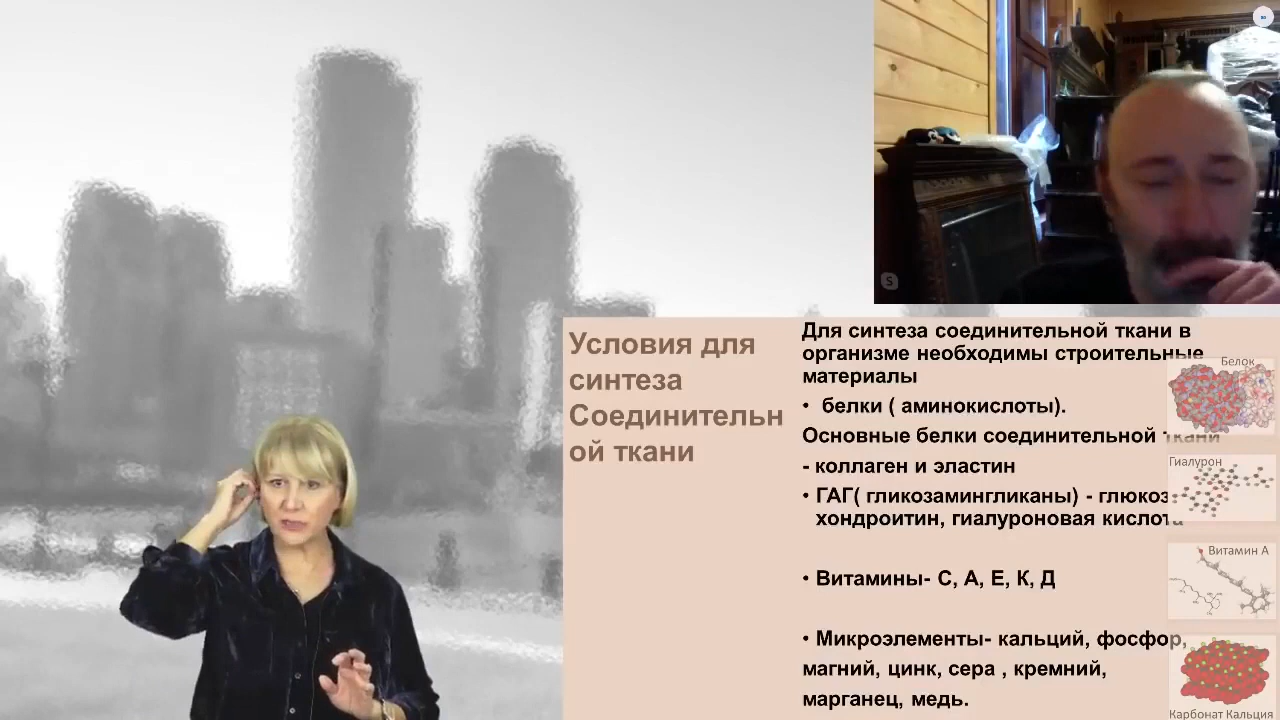 Условия для
синтеза
Соединительн
ой ткани
Для синтеза соединительной ткани в
организме необходимы строительные
материалы
• белки ( аминокислоты).
Основные белки соединительной ткани
- коллаген и эластин
• ГАГ( гликозамингликаны) - глюкоз
хондроитин, гиалуроновая кислота
• Витамины- С, А, Е, К, Д
• Микроэлементы- кальций, фосфор,
магний, цинк, сера , кремний,
марганец, медь.
Белок
Гиалурон
Витамин А
Карбонат Кальция
S